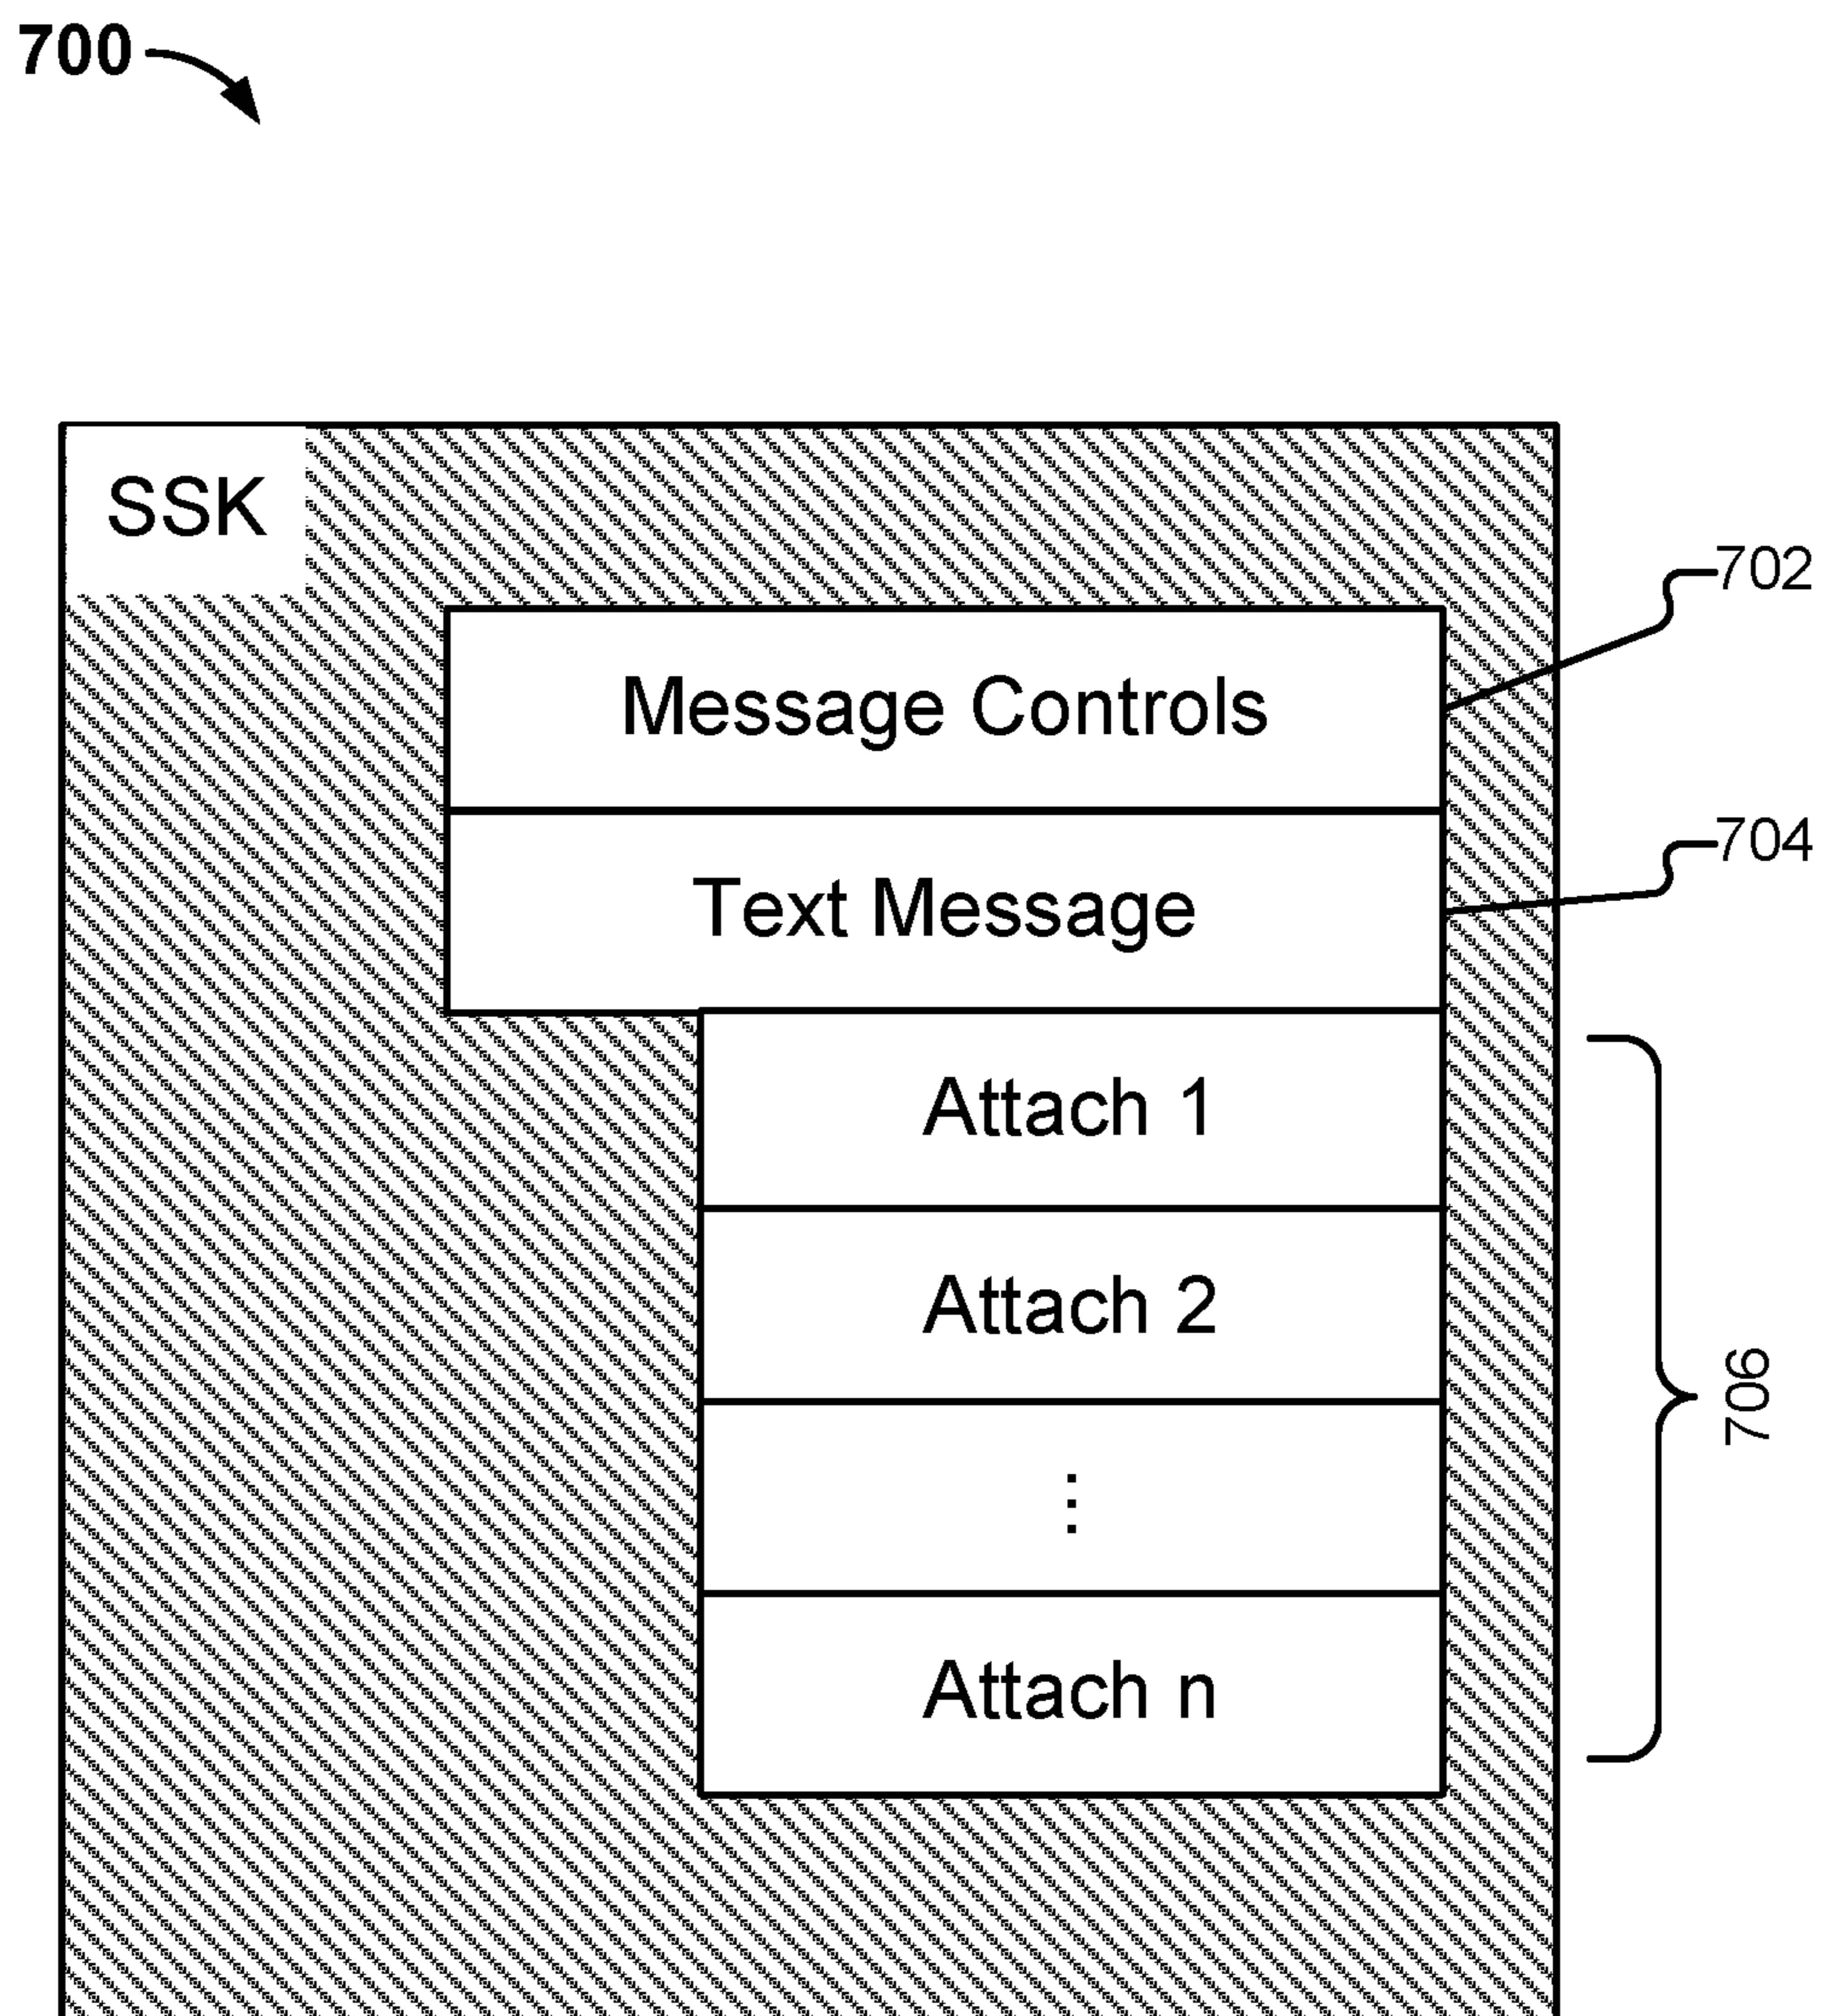 700
SSK
702
Message Controls
704
Text Message
Attach 1
Attach 2
706
⋮
Attach n